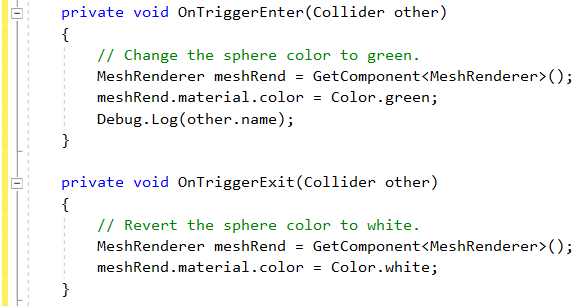 private void OnTriggerEnter(Collider other)
{
// Change the sphere color to green.
MeshRenderer meshRend = GetComponent<MeshRenderer>();
meshRend.material.color = Color.green;
Debug.Log(other.name);
}
private void OnTriggerExit(Collider other)
{
// Revert the sphere color to white.
MeshRenderer meshRend = GetComponent<MeshRenderer>();
meshRend.material.color = Color.white;
}